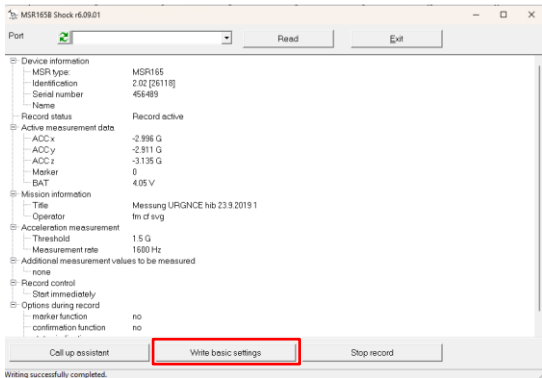 MSR165B Shock r6.09.01
Port Read Exit
Device information
MSR type: MSR165
Identification 2.02 [26118]
Serial number 456489
Name
Record status Record active
Active measurement data
ACC x -2.996 G
ACC y -2.911 G
ACC z -3.135 G
Marker 0
BAT 4.05 V
Mission information
Title Messung URGNCE hib 23.9.2019 1
Operator fm cf svg
Acceleration measurement
Threshold 1.5 G
Measurement rate 1600 Hz
Additional measurement values to be measured
none
Record control
Start immediately
Options during record
marker function no
confirmation function no
Call up assistant Write basic settings Stop record
Writing successfully completed.